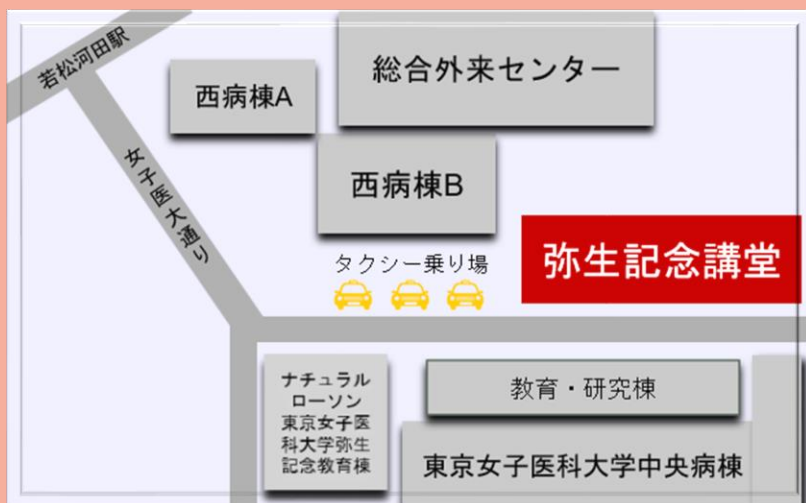 若松河田駅
総合外来センター
西病棟A
女子医大通り
西病棟B
タクシー乗り場
弥生記念講堂
ナチュラル
ローソン
東京女子医
科大学弥生
記念教育棟
教育・研究棟
東京女子医科大学中央病棟